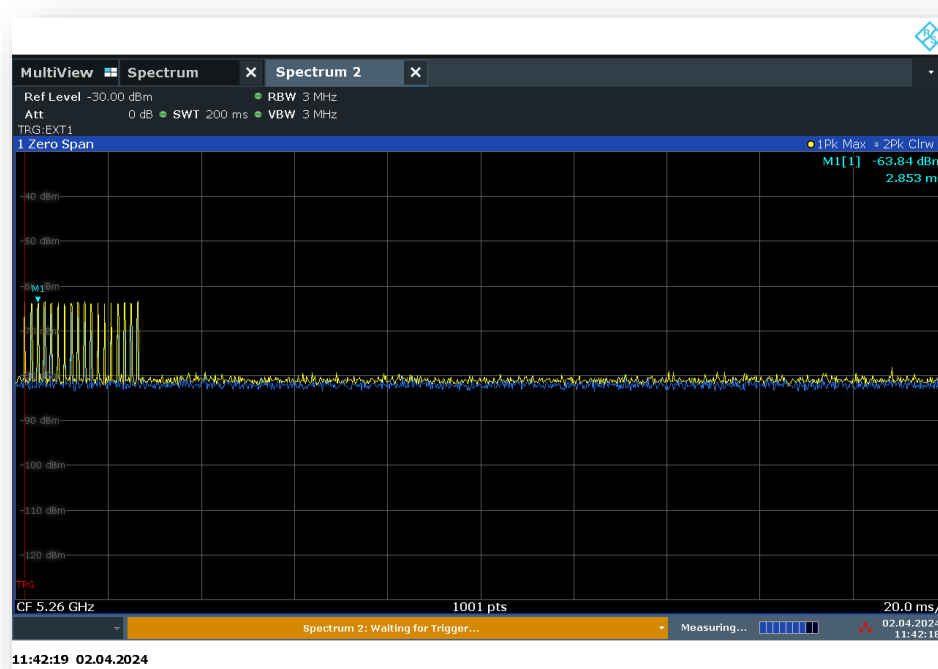 MultiView Spectrum X Spectrum 2 X
Ref Level -30.00 dBm RBW 3 MHz
Att 0 dB SWT 200 ms VBW 3 MHz
TRG:EXT1
1 Zero Span 1Pk Max 2Pk Clrw
M1[1] -63.84 dBm
2.853 m
-40 dBm
-50 dBm
M1
-90 dBm
-100 dBm
-110 dBm
-120 dBm
TRG
CF 5.26 GHz 1001 pts 20.0 ms/
Spectrum 2: Waiting for Trigger... Measuring... 02.04.2024
11:42:18
11:42:19 02.04.2024